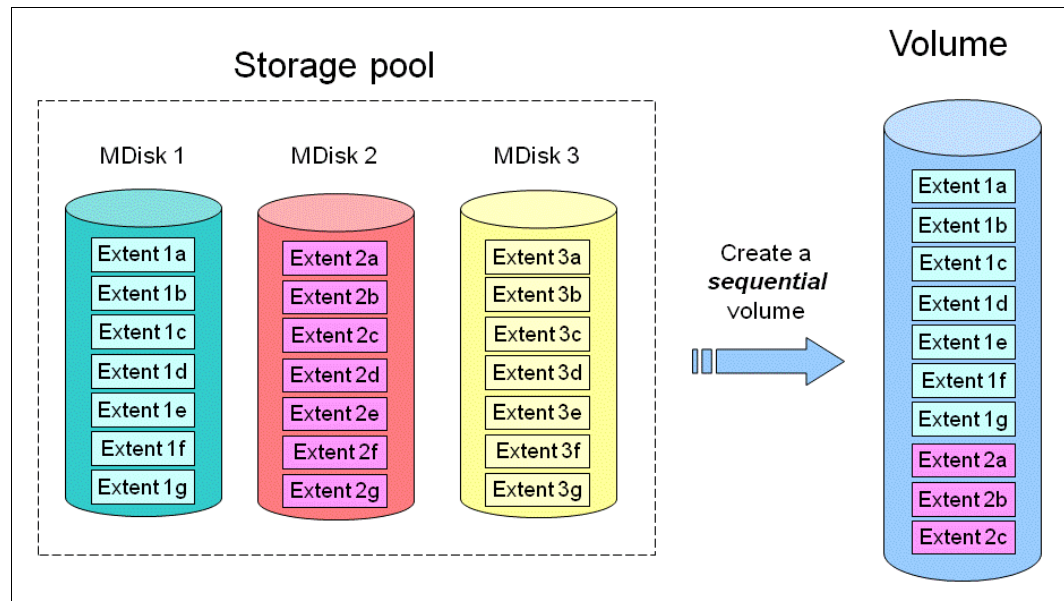 Storage pool
Volume
MDisk 1
MDisk 2
MDisk 3
Extent 1a
Extent 1b
Extent 1c
Extent 1d
Extent 1e
Extent 1f
Extent 1g
Extent 2a
Extent 2b
Extent 2c
Extent 2d
Extent 2e
Extent 2f
Extent 2g
Extent 3a
Extent 3b
Extent 3c
Extent 3d
Extent 3e
Extent 3f
Extent 3g
Create a
sequential
volume
Extent 1a
Extent 1b
Extent 1c
Extent 1d
Extent 1e
Extent 1f
Extent 1g
Extent 2a
Extent 2b
Extent 2c